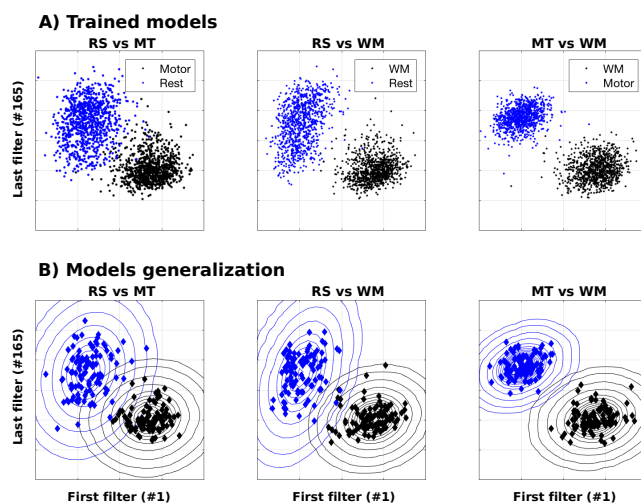 A) Trained models
RS vs MT
RS vs WM
MT vs WM
Motor
Rest
WM
Rest
WM
Motor
Last filter (#165)
B) Models generalization
RS vs MT
RS vs WM
MT vs WM
Last filter (#165)
First filter (#1)
First filter (#1)
First filter (#1)